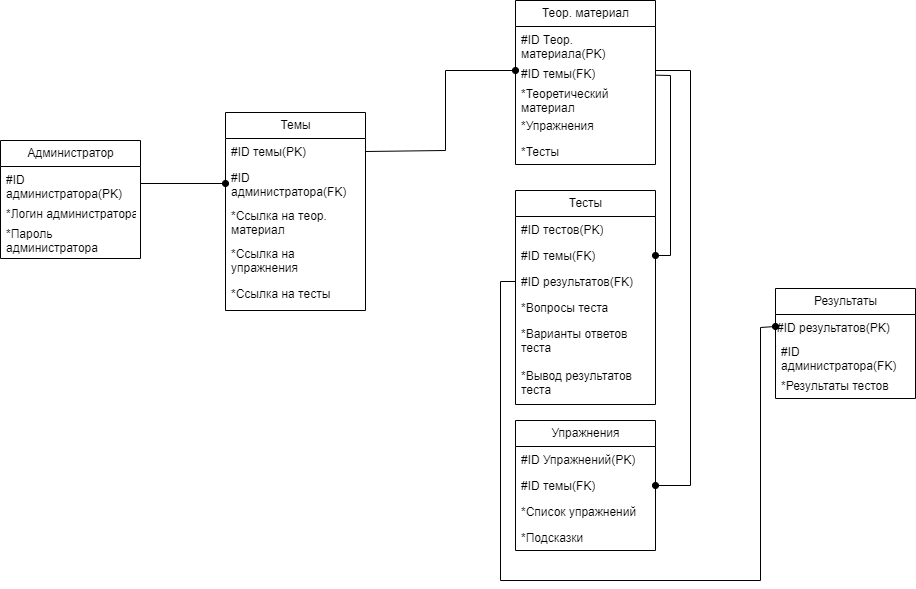 Администратор
#ID
администратора(PK)
*Логин администратора
*Пароль
администратора
Темы
#ID темы(PK)
#ID
администратора(FK)
*Ссылка на теор.
материал
*Ссылка на
упражнения
*Ссылка на тесты
Теор. материал
#ID Теор.
материала(PK)
#ID темы(FK)
*Теоретический
материал
*Упражнения
*Тесты
Тесты
#ID тестов(PK)
#ID темы(FK)
#ID результатов(FK)
*Вопросы теста
*Варианты ответов
теста
*Вывод результатов
теста
Упражнения
#ID Упражнений(PK)
#ID темы(FK)
*Список упражнений
*Подсказки
Результаты
#ID результатов(PK)
#ID
администратора(FK)
*Результаты тестов